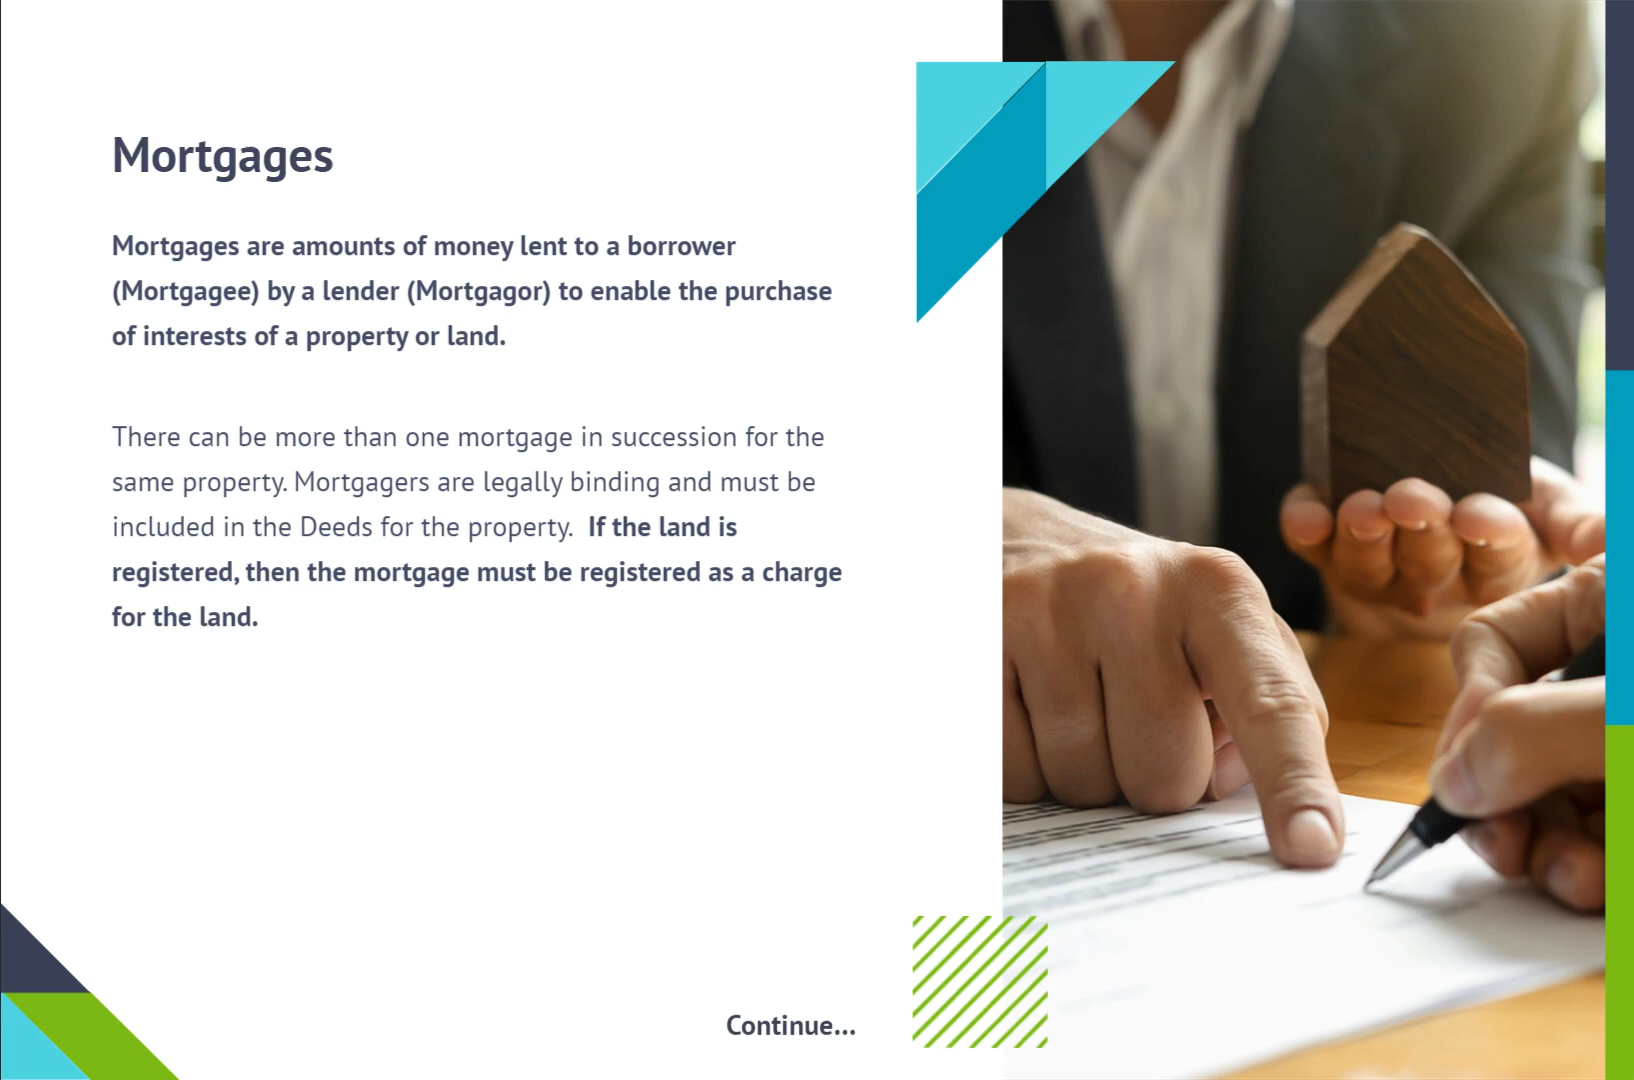 Mortgages
Mortgages are amounts of money lent to a borrower
(Mortgagee) by a lender (Mortgagor) to enable the purchase
of interests of a property or land.
There can be more than one mortgage in succession for the
same property. Mortgagers are legally binding and must be
included in the Deeds for the property.  If the land is
registered, then the mortgage must be registered as a charge
for the land.
Continue...